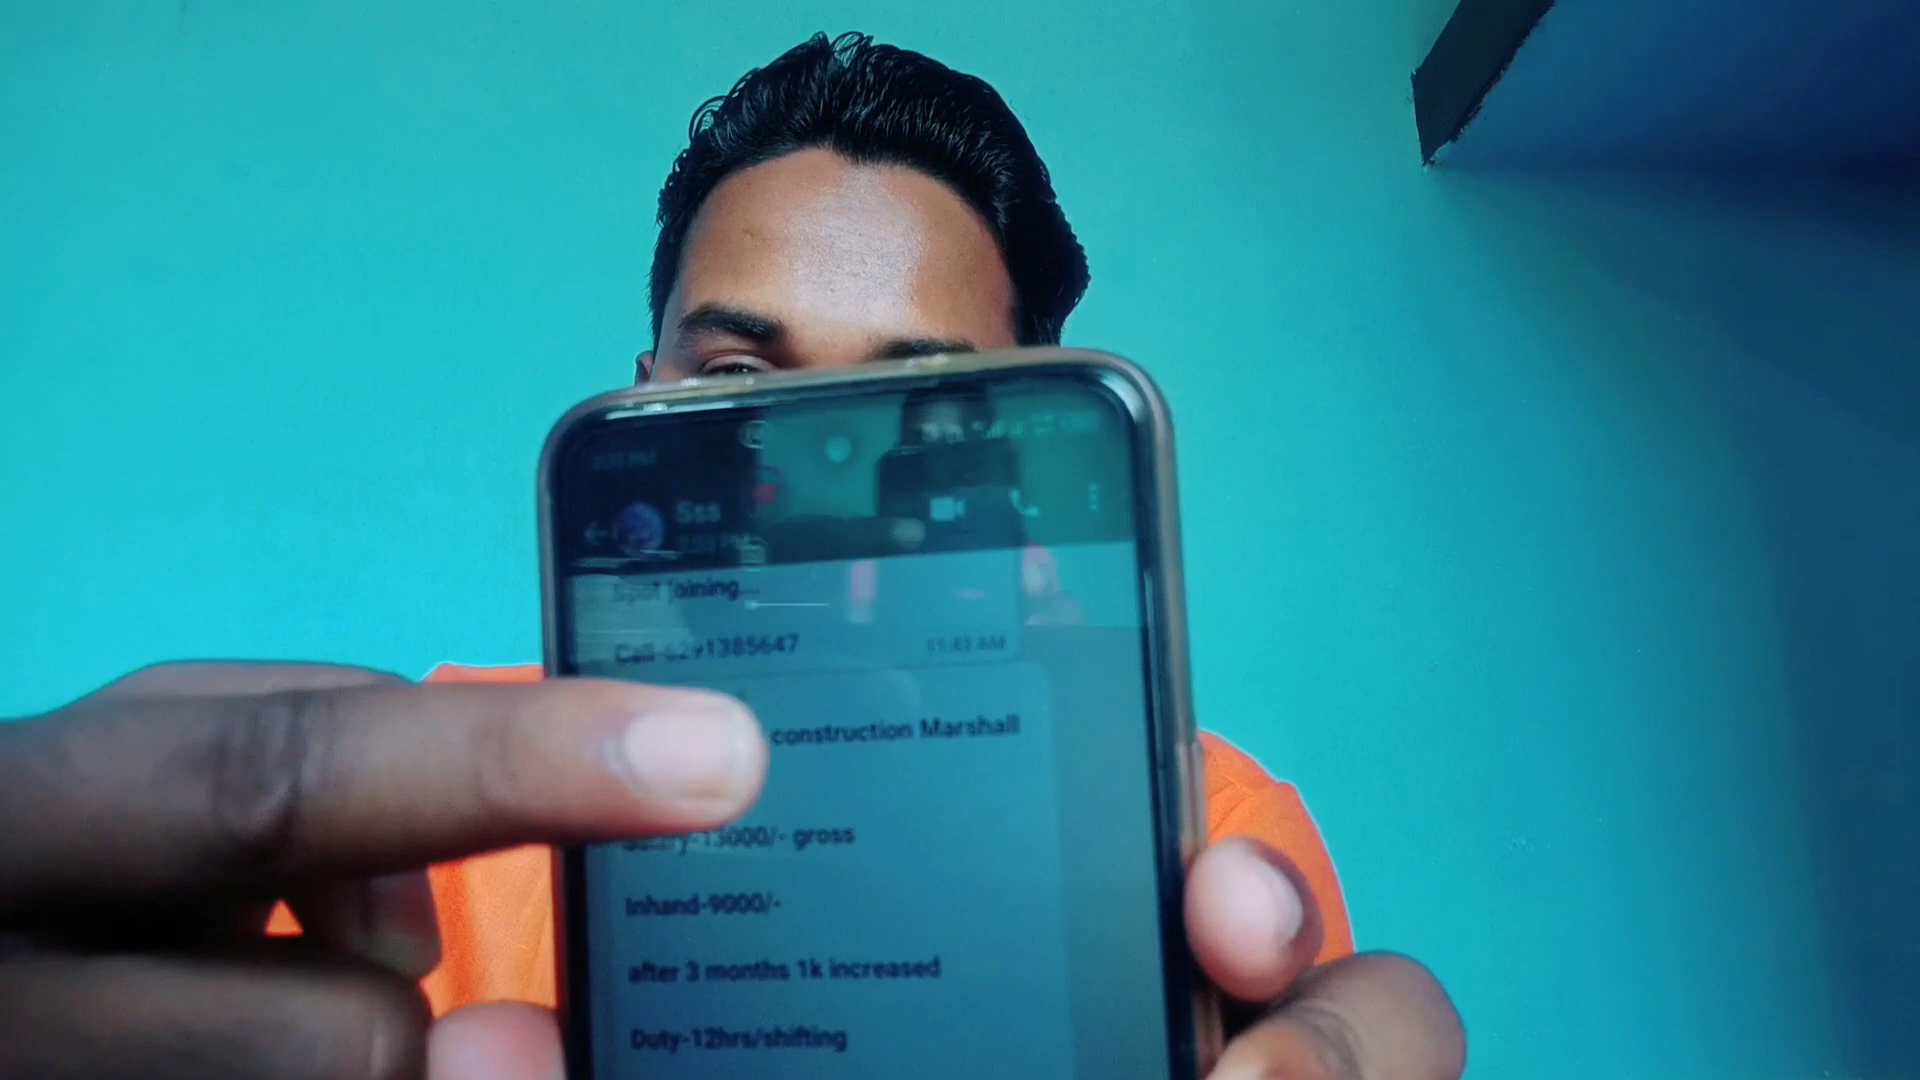 Sss
Spot joining...
Call-6291385647
11:43 AM
construction Marshall
Salary-13000/- gross
Inhand-9000/-
after 3 months 1k increased
Duty-12hrs/shifting